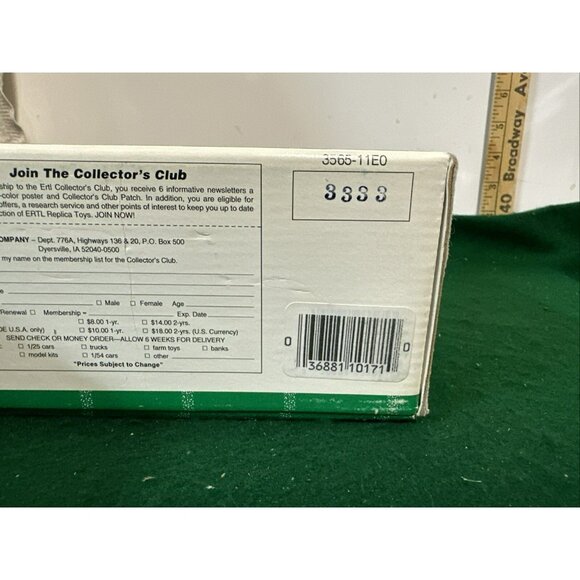 Join The Collector's Club
ship to the Ertl Collector's Club, you receive 6 informative newsletters a
-color poster and Collector's Club Patch. In addition, you are eligible for
offers, a research service and other points of interest to keep you up to date
ction of ERTL Replica Toys. JOIN NOW!
OMPANY – Dept. 776A, Highways 136 & 20, P.O. Box 500
Dyersville, IA 52040-0500
my name on the membership list for the Collector's Club.
e
□ Male □ Female Age
Renewal □ Membership – Exp. Date
□ $8.00 1-yr. □ $14.00 2-yrs.
DE U.S.A. only) □ $10.00 1-yr. □ $18.00 2-yrs. (U.S. Currency)
SEND CHECK OR MONEY ORDER—ALLOW 6 WEEKS FOR DELIVERY
: □ 1/25 cars □ trucks □ farm toys □ banks
□ model kits □ 1/54 cars □ other
"Prices Subject to Change"
3565-11EO
3333
0 36881 10171 0
40 Broadway Av